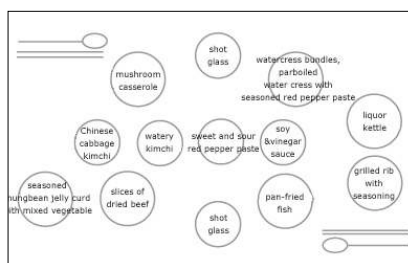 shot
glass
mushroom
casserole
watercress bundles,
parboiled
water cress with
seasoned red pepper paste
liquor
kettle
Chinese
cabbage
kimchi
watery
kimchi
sweet and sour
red pepper paste
soy
&vinegar
sauce
seasoned
mungbean jelly curd
with mixed vegetable
slices of
dried beef
shot
glass
pan-fried
fish
grilled rib
with
seasoning